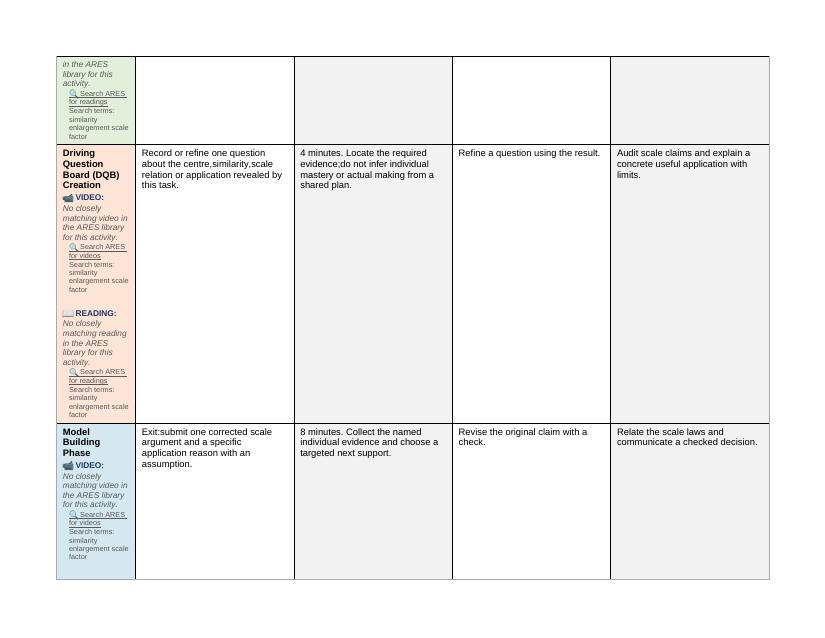 in the ARES
library for this
activity.
🔍 Search ARES
for readings
Search terms:
similarity
enlargement scale
factor
Driving
Question
Board (DQB)
Creation
📹 VIDEO:
No closely
matching video in
the ARES library
for this activity.
🔍 Search ARES
for videos
Search terms:
similarity
enlargement scale
factor
📖 READING:
No closely
matching reading
in the ARES
library for this
activity.
🔍 Search ARES
for readings
Search terms:
similarity
enlargement scale
factor
Record or refine one question
about the centre,similarity,scale
relation or application revealed by
this task.
4 minutes. Locate the required
evidence;do not infer individual
mastery or actual making from a
shared plan.
Refine a question using the result.
Audit scale claims and explain a
concrete useful application with
limits.
Model
Building
Phase
📹 VIDEO:
No closely
matching video in
the ARES library
for this activity.
🔍 Search ARES
for videos
Search terms:
similarity
enlargement scale
factor
Exit:submit one corrected scale
argument and a specific
application reason with an
assumption.
8 minutes. Collect the named
individual evidence and choose a
targeted next support.
Revise the original claim with a
check.
Relate the scale laws and
communicate a checked decision.